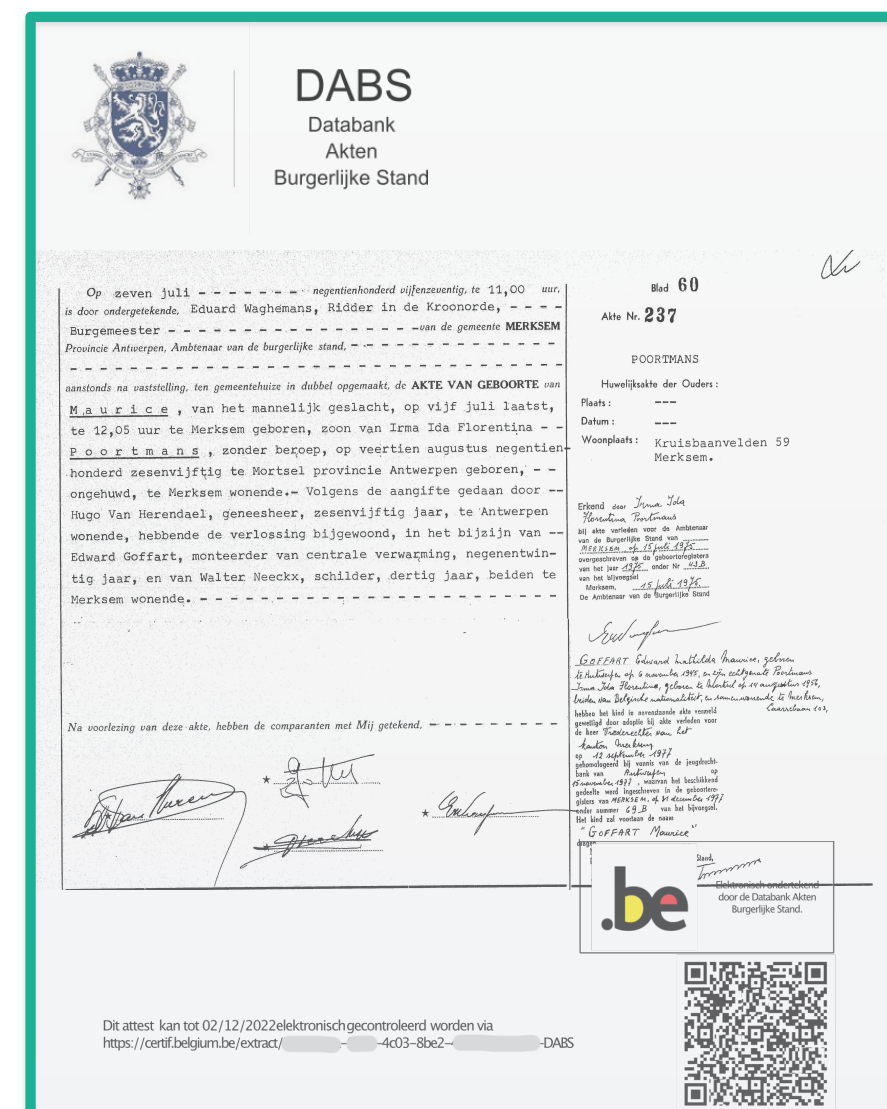 DABS
Databank
Akten
Burgerlijke Stand
Op zeven juli - - - - - - - negentienhonderd vijfenzeventig, te 11,00 uur,
is door ondergetekende, Eduard Waghemans, Ridder in de Kroonorde, - - - -
Burgemeester - - - - - - - - - - - - - - - - van de gemeente MERKSEM
Provincie Antwerpen, Ambtenaar van de burgerlijke stand, - - - - - - - - - - - - -
aanstonds na vaststelling, ten gemeentehuize in dubbel opgemaakt, de AKTE VAN GEBOORTE van
Maurice, van het mannelijk geslacht, op vijf juli laatst,
te 12,05 uur te Merksem geboren, zoon van Irma Ida Florentina - -
Poortmans, zonder beroep, op veertien augustus negentien-
honderd zesenvijftig te Mortsel provincie Antwerpen geboren, - -
ongehuwd, te Merksem wonende.- Volgens de aangifte gedaan door --
Hugo Van Herendael, geneesheer, zesenvijftig jaar, te Antwerpen
wonende, hebbende de verlossing bijgewoond, in het bijzijn van --
Edward Goffart, monteerder van centrale verwarming, negenentwin-
tig jaar, en van Walter Neeckx, schilder, dertig jaar, beiden te
Merksem wonende. - - - - - - - - - - - - - - - - - - - - - -
Na voorlezing van deze akte, hebben de comparanten met Mij getekend, - - - - - - - -
Blad 60
Akte Nr. 237
POORTMANS
Huwelijksakte der Ouders :
Plaats : ---
Datum : ---
Woonplaats : Kruisbaanvelden 59
Merksem.
Erkend door Irma Ida
Florentina Poortmans
bij akte verleden voor de Ambtenaar
van de Burgerlijke Stand van
MERKSEM op 15 juli 1975
overgeschreven op de geboorteregisters
van het jaar 1975 onder Nr 43B
van het bijvoegsel
Merksem, 15 juli 1975
De Ambtenaar van de Burgerlijke Stand
GOFFART Edward Mathilda Maurice, geboren
te Antwerpen op 6 november 1945, en zijn echtgenote Poortmans
Irma Ida Florentina, geboren te Mortsel op 14 augustus 1956,
beiden van Belgische nationaliteit, en samenwonende te Merksem,
103,
hebben het kind in nevenstaande akte vermeld
gewettigd door adoptie bij akte verleden voor
de heer Vrederechter van het
kanton Merksem
op 12 september 1977
gehomologeerd bij vonnis van de jeugdrecht-
bank van Antwerpen op
15 november 1977, waarvan het beschikkend
gedeelte werd ingeschreven in de geboortere-
gisters van MERKSEM, op 31 december 1977
onder nummer 69B van het bijvoegsel.
Het kind zal voortaan de naam
"GOFFART Maurice"
Stand,
.be
Elektronisch ondertekend
door de Databank Akten
Burgerlijke Stand.
Dit attest kan tot 02/12/2022elektronischgecontroleerd worden via
https://certif.belgium.be/extract/ - -4c03-8be2- -DABS